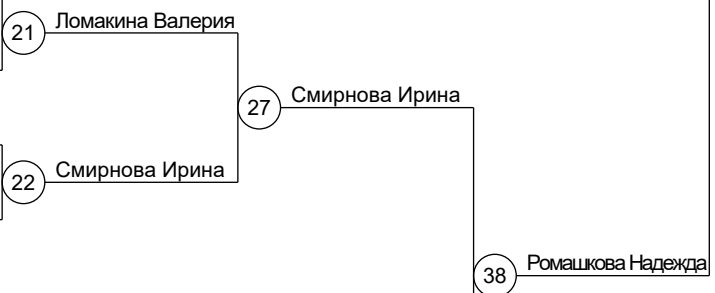 21 Ломакина Валерия
27 Смирнова Ирина
22 Смирнова Ирина
38 Ромашкова Надежда